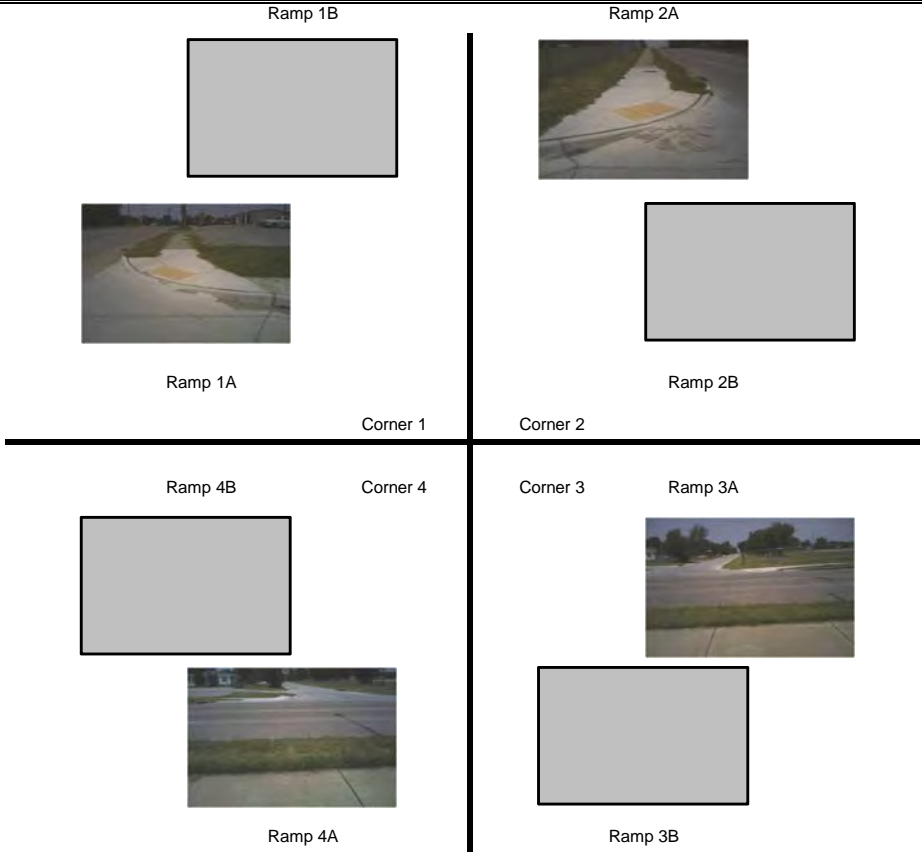 Ramp 1B Ramp 2A
Ramp 1A Ramp 2B
Corner 1 Corner 2
Ramp 4B Corner 4 Corner 3 Ramp 3A
Ramp 4A Ramp 3B